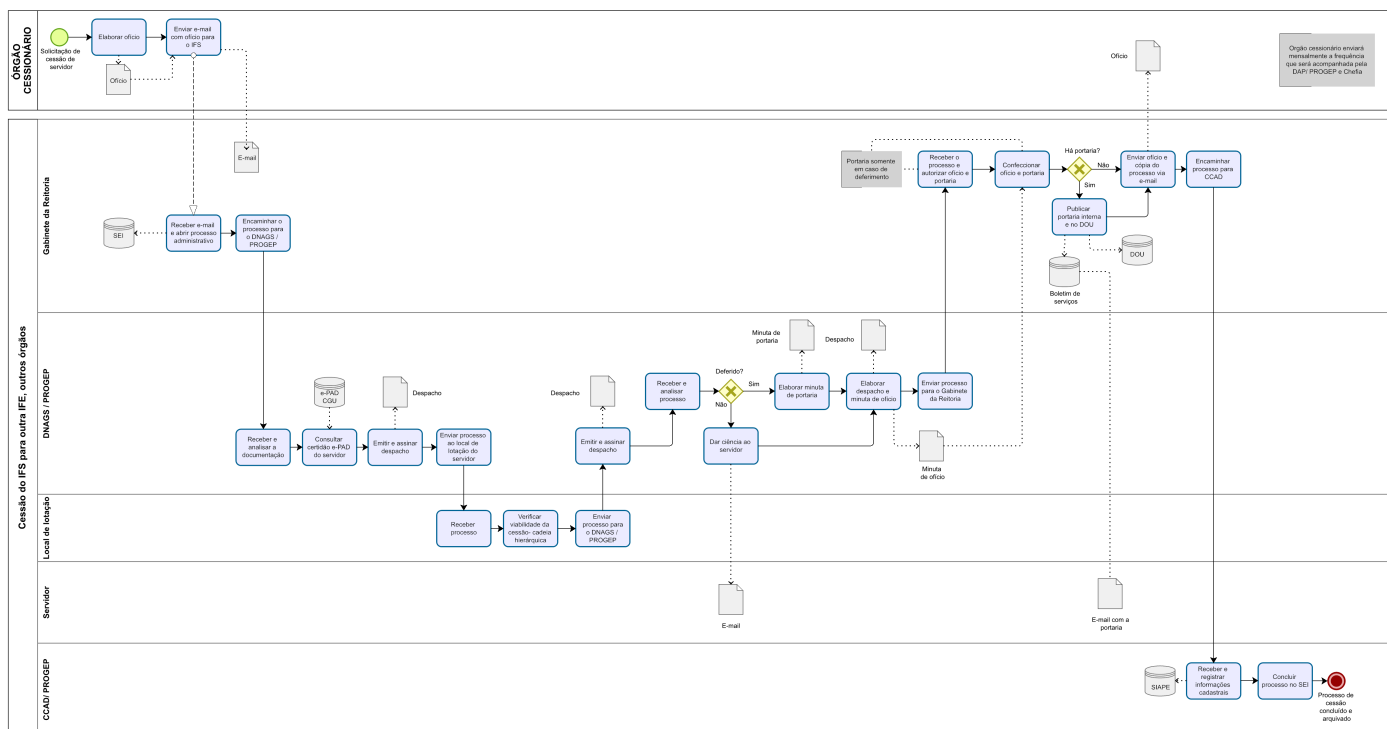 ÓRGÃO
CESSIONÁRIO
Solicitação de
cessão de
servidor
Elaborar ofício
Ofício
Enviar e-mail
com ofício para
o IFS
E-mail
Ofício
Orgão cessionário enviará
mensalmente a frequência
que será acompanhada pela
DAP/ PROGEP e Chefia
Cessão do IFS para outra IFE, outros órgãos
Gabinete da Reitoria
SEI
Receber e-mail
e abrir processo
administrativo
Encaminhar o
processo para
o DNAGS /
PROGEP
Portaria somente
em caso de
deferimento
Receber o
processo e
autorizar ofício e
portaria
Confeccionar
ofício e portaria
Há portaria?
Não
Sim
Publicar
portaria interna
e no DOU
Enviar ofício e
cópia do
processo via
e-mail
Encaminhar
processo para
CCAD
DOU
Boletim de
serviços
DNAGS / PROGEP
Receber e
analisar a
documentação
e-PAD
CGU
Consultar
certidão e-PAD
do servidor
Despacho
Emitir e assinar
despacho
Enviar processo
ao local de
lotação do
servidor
Despacho
Emitir e assinar
despacho
Receber e
analisar
processo
Deferido?
Sim
Não
Dar ciência ao
servidor
Minuta de
portaria
Elaborar minuta
de portaria
Despacho
Elaborar
despacho e
minuta de ofício
Minuta
de ofício
Enviar processo
para o Gabinete
da Reitoria
Local de lotação
Receber
processo
Verificar
viabilidade da
cessão- cadeia
hierárquica
Enviar
processo para
o DNAGS /
PROGEP
Servidor
E-mail
E-mail com a
portaria
CCAD/ PROGEP
SIAPE
Receber e
registrar
informações
cadastrais
Concluir
processo no SEI
Processo de
cessão
concluído e
arquivado